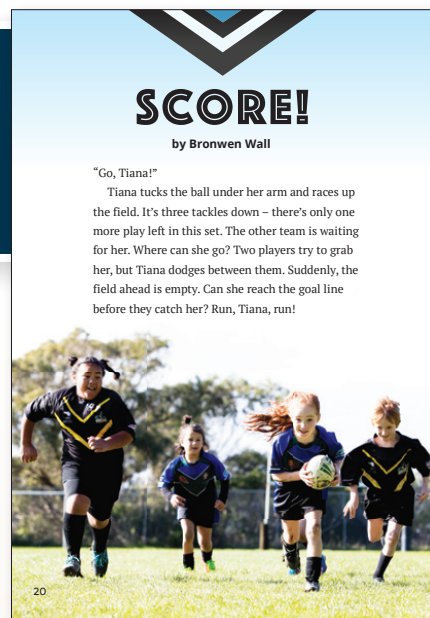 SCORE!
by Bronwen Wall
“Go, Tiana!”
Tiana tucks the ball under her arm and races up
the field. It’s three tackles down – there’s only one
more play left in this set. The other team is waiting
for her. Where can she go? Two players try to grab
her, but Tiana dodges between them. Suddenly, the
field ahead is empty. Can she reach the goal line
before they catch her? Run, Tiana, run!
20